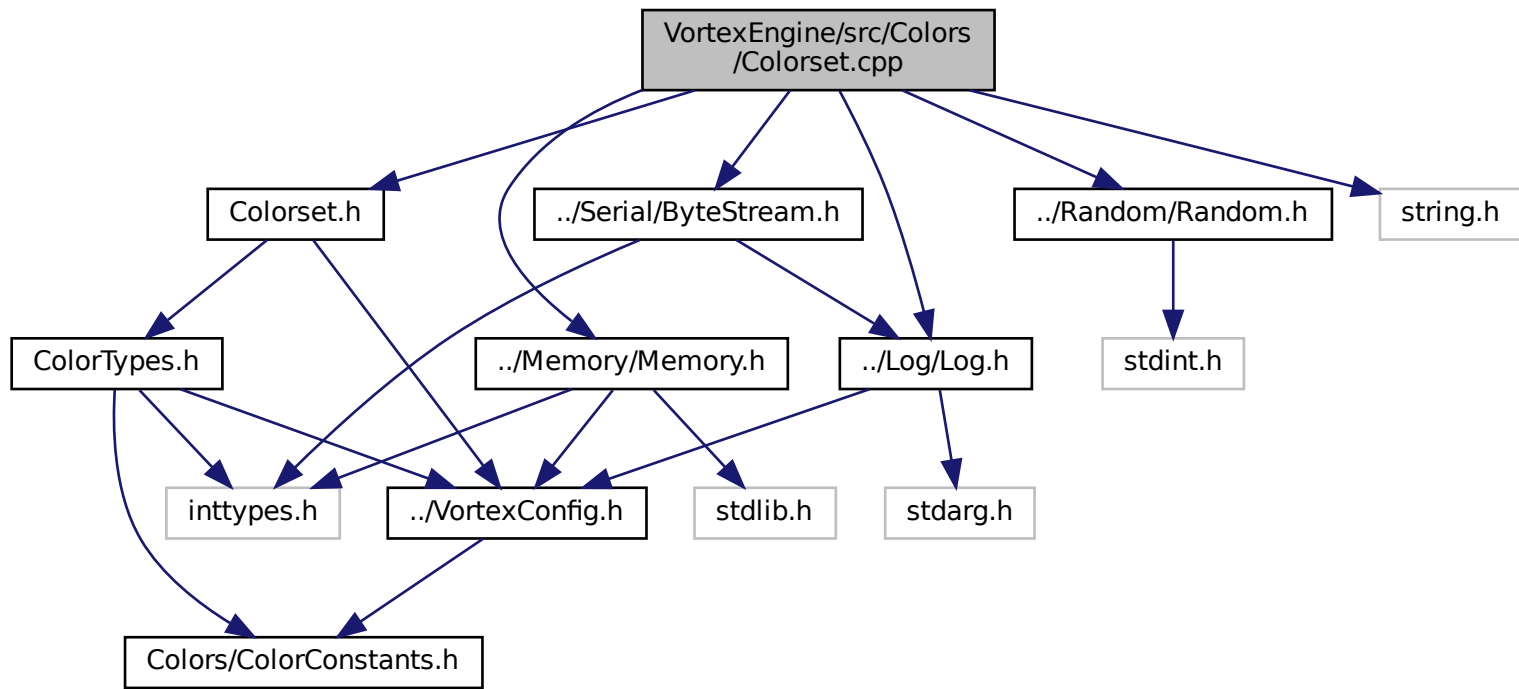 VortexEngine/src/Colors
/Colorset.cpp
Colorset.h
../Serial/ByteStream.h
../Random/Random.h
string.h
ColorTypes.h
../Memory/Memory.h
../Log/Log.h
stdint.h
inttypes.h
../VortexConfig.h
stdlib.h
stdarg.h
Colors/ColorConstants.h